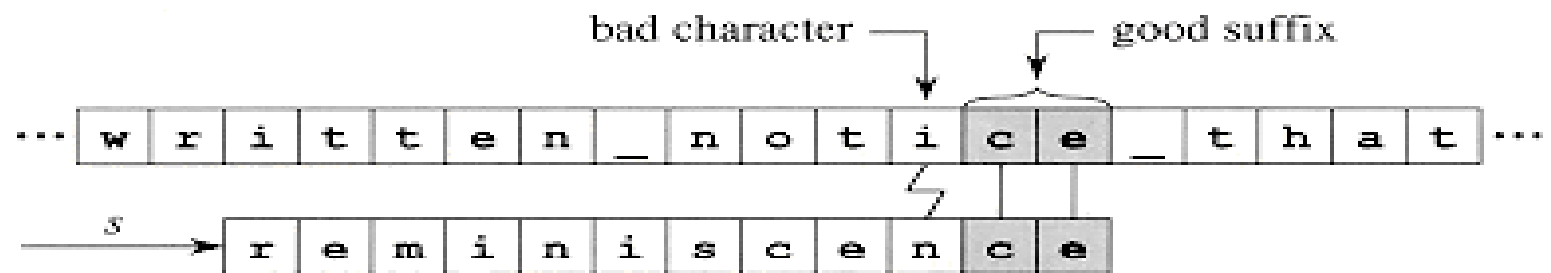 bad character good suffix
... w r i t t e n _ n o t i c e _ t h a t ...
s r e m i n i s c e n c e